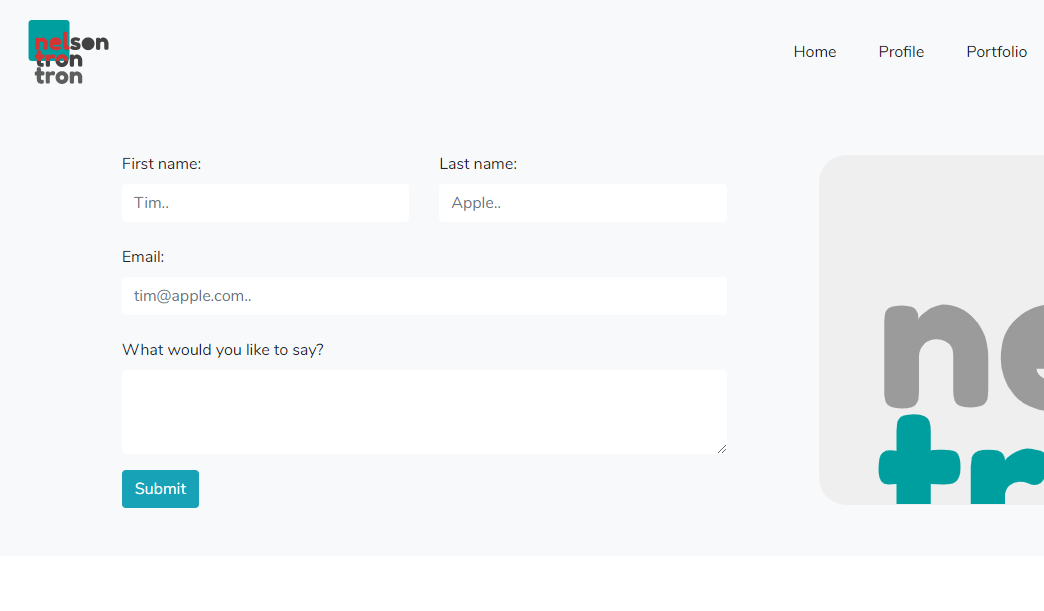 nelson
tron
tron
Home Profile Portfolio
First name: Last name:
Tim.. Apple..
Email:
tim@apple.com..
What would you like to say?
Submit
ne
tr